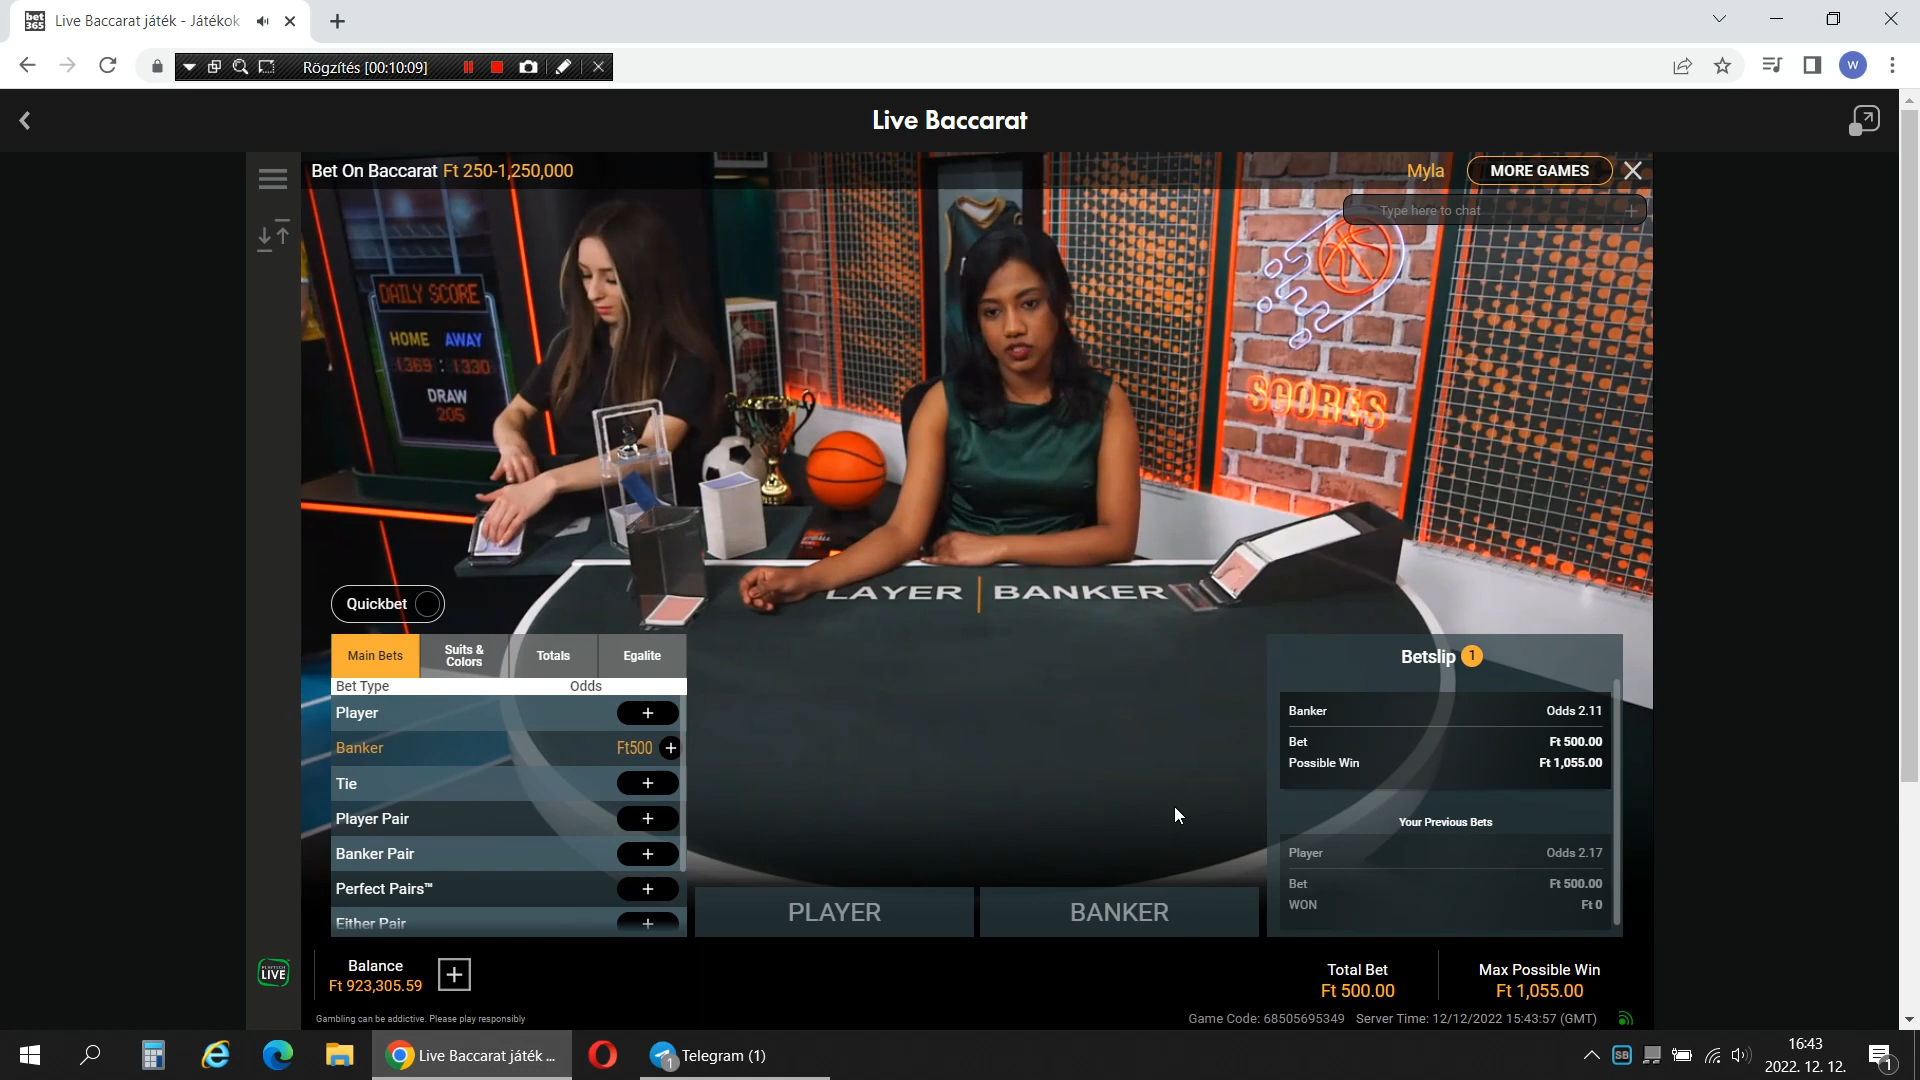 bet365
Live Baccarat játék - Játékok
Rögzítés [00:10:09]
W
Live Baccarat
Bet On Baccarat Ft 250-1,250,000
Myla
MORE GAMES
Type here to chat
DAILY SCORE
HOME AWAY
1369 : 1330
DRAW
205
SCORES
PLAYER | BANKER
Quickbet
Main Bets
Suits & Colors
Totals
Egalite
Bet Type Odds
Player
Banker Ft500
Tie
Player Pair
Banker Pair
Perfect Pairs™
Either Pair
PLAYER
BANKER
Betslip 1
Banker Odds 2.11
Bet Ft 500.00
Possible Win Ft 1,055.00
Your Previous Bets
Player Odds 2.17
Bet Ft 500.00
WON Ft 0
LIVE
Balance
Ft 923,305.59
Total Bet
Ft 500.00
Max Possible Win
Ft 1,055.00
Gambling can be addictive. Please play responsibly
Game Code: 68505695349 Server Time: 12/12/2022 15:43:57 (GMT)
Live Baccarat játék ...
1
Telegram (1)
SB
16:43
2022. 12. 12.
1